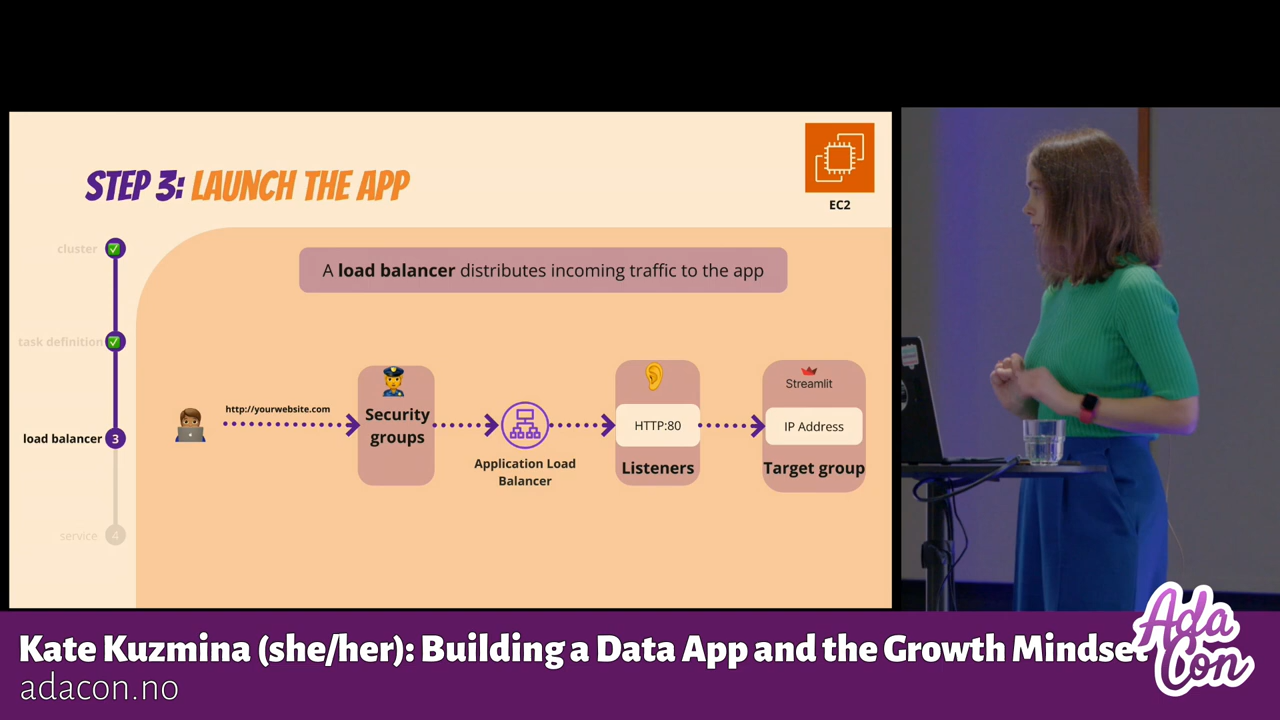 STEP 3: LAUNCH THE APP
EC2
cluster
task definition
load balancer
3
service
4
A load balancer distributes incoming traffic to the app
http://yourwebsite.com
Security
groups
Application Load
Balancer
HTTP:80
Listeners
Streamlit
IP Address
Target group
Kate Kuzmina (she/her): Building a Data App and the Growth Mindset
adacon.no
Ada
Con